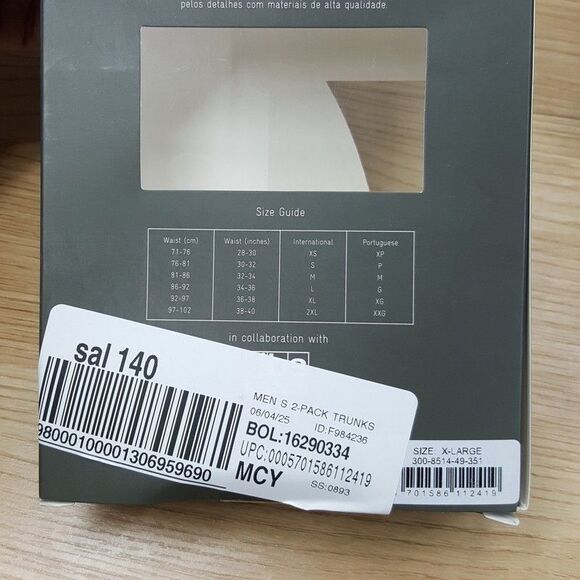 pelos detalhes com materiais de alta qualidade.
Size Guide
Waist (cm) Waist (inches) International Portuguese
71-76 28-30 XS XP
76-81 30-32 S P
81-86 32-34 M M
86-92 34-36 L G
92-97 36-38 XL XG
97-102 38-40 2XL XXG
in collaboration with
sal 140
MEN S 2-PACK TRUNKS
06/04/25 ID:F984236
BOL:16290334
UPC:0005701586112419
MCY SS:0893
98000100001306959690
SIZE: X-LARGE
300-8514-49-351
701586 112419